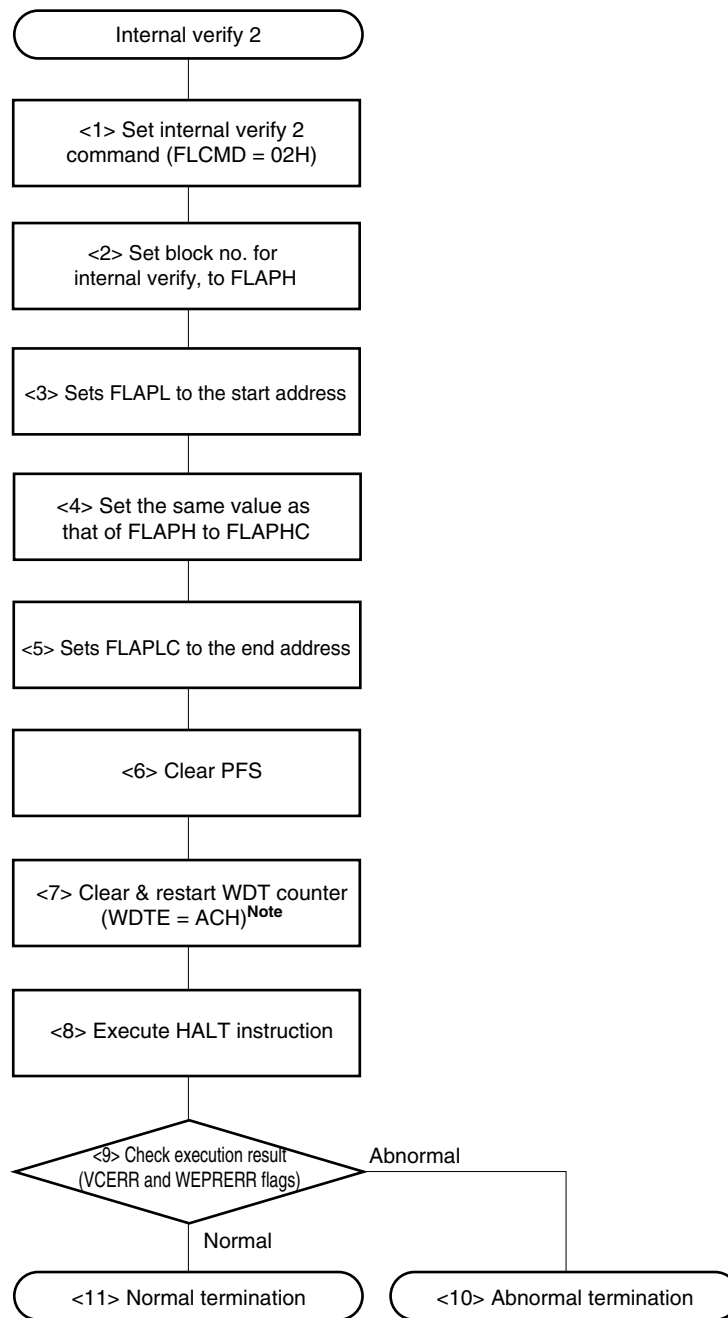 Internal verify 2
<1> Set internal verify 2
command (FLCMD = 02H)
<2> Set block no. for
internal verify, to FLAPH
<3> Sets FLAPL to the start address
<4> Set the same value as
that of FLAPH to FLAPHC
<5> Sets FLAPLC to the end address
<6> Clear PFS
<7> Clear & restart WDT counter
(WDTE = ACH)Note
<8> Execute HALT instruction
<9> Check execution result
(VCERR and WEPRERR flags)
Abnormal
Normal
<11> Normal termination
<10> Abnormal termination